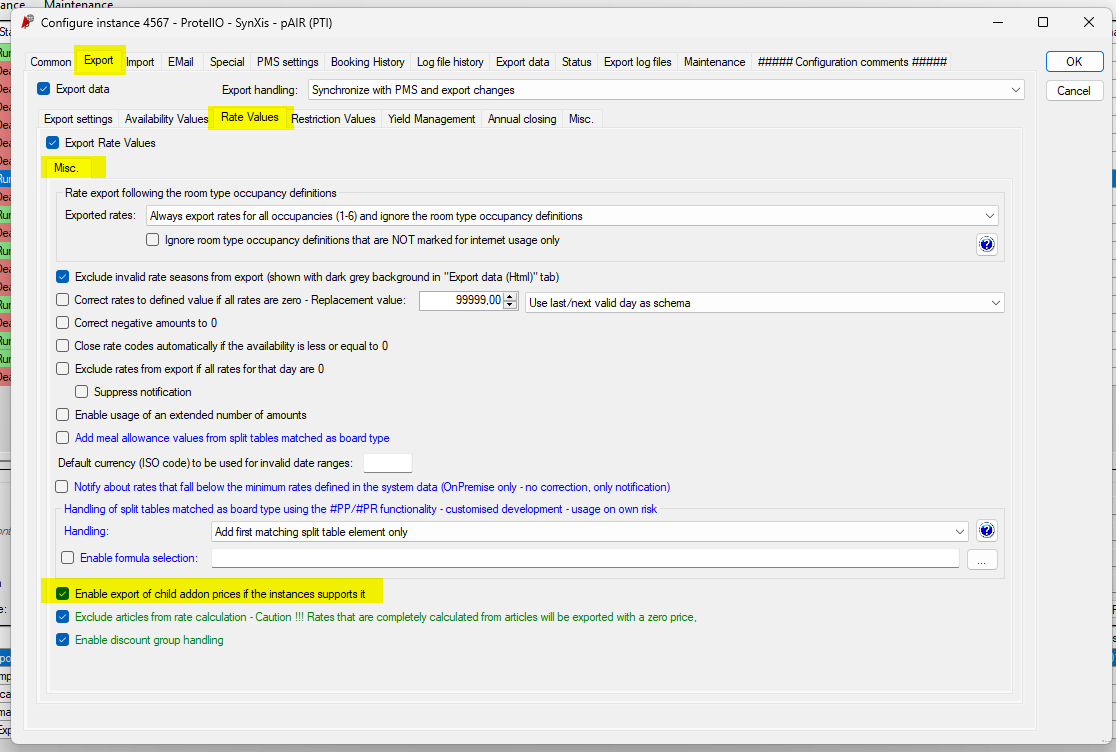 ance Maintenance
Configure instance 4567 - ProtelIO - SynXis - pAIR (PTI)
Common Export Import EMail Special PMS settings Booking History Log file history Export data Status Export log files Maintenance ##### Configuration comments #####
OK
Export data Export handling: Synchronize with PMS and export changes
Cancel
Export settings Availability Values Rate Values Restriction Values Yield Management Annual closing Misc.
Export Rate Values
Misc.
Rate export following the room type occupancy definitions
Exported rates: Always export rates for all occupancies (1-6) and ignore the room type occupancy definitions
Ignore room type occupancy definitions that are NOT marked for internet usage only
Exclude invalid rate seasons from export (shown with dark grey background in "Export data (Html)" tab)
Correct rates to defined value if all rates are zero - Replacement value: 99999,00 Use last/next valid day as schema
Correct negative amounts to 0
Close rate codes automatically if the availability is less or equal to 0
Exclude rates from export if all rates for that day are 0
Suppress notification
Enable usage of an extended number of amounts
Add meal allowance values from split tables matched as board type
Default currency (ISO code) to be used for invalid date ranges:
Notify about rates that fall below the minimum rates defined in the system data (OnPremise only - no correction, only notification)
Handling of split tables matched as board type using the #PP/#PR functionality - customised development - usage on own risk
Handling: Add first matching split table element only
Enable formula selection: ...
Enable export of child addon prices if the instances supports it
Exclude articles from rate calculation - Caution !!! Rates that are completely calculated from articles will be exported with a zero price.
Enable discount group handling